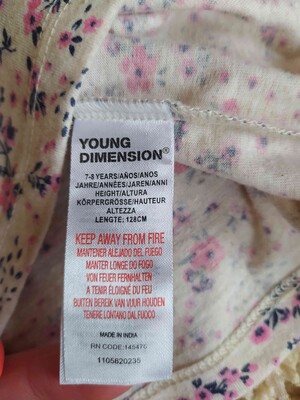 YOUNG
DIMENSION®
7-8 YEARS/AÑOS/ANOS
JAHRE/ANNÉES/JAREN/ANNI
HEIGHT/ALTURA
KÖRPERGRÖSSE/HAUTEUR
ALTEZZA
LENGTE: 128CM
KEEP AWAY FROM FIRE
MANTENER ALEJADO DEL FUEGO
MANTER LONGE DO FOGO
VON FEUER FERNHALTEN
A TENIR ÉLOIGNÉ DU FEU
BUITEN BEREIK VAN VUUR HOUDEN
TENERE LONTANO DAL FUOCO
MADE IN INDIA
RN CODE: 145476
1105820235